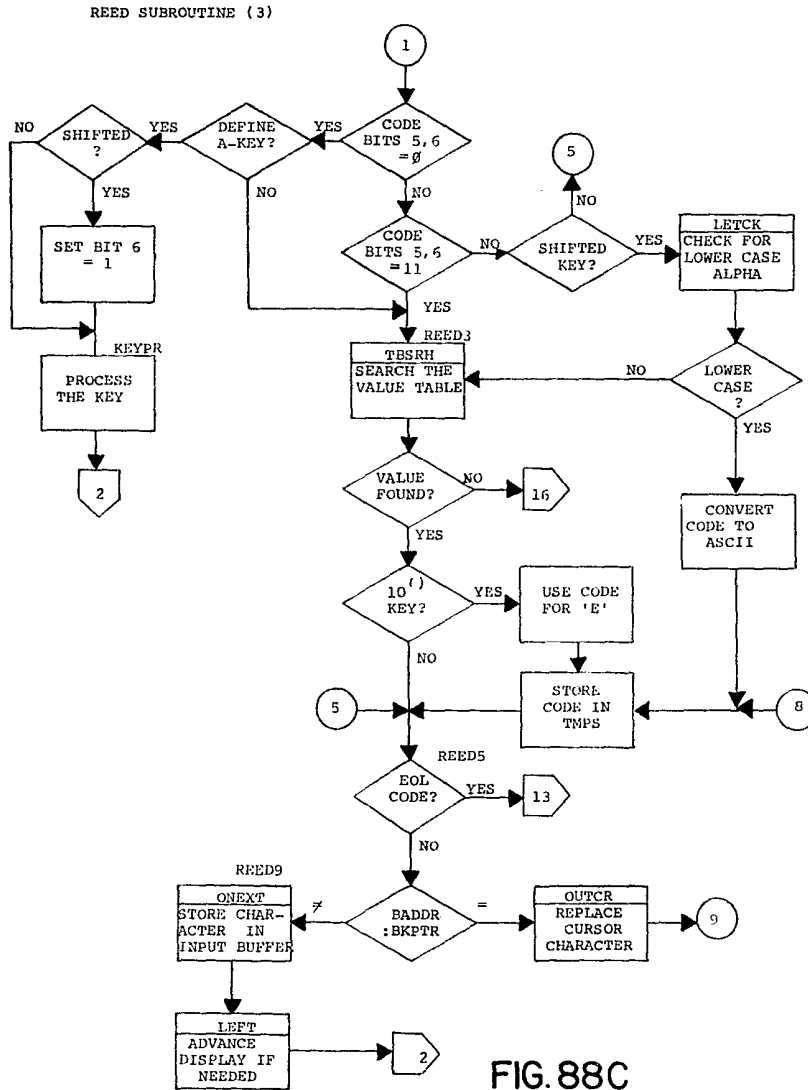 REED SUBROUTINE (3)
1
NO
SHIFTED
?
YES
YES
DEFINE
A-KEY?
NO
YES
CODE
BITS 5,6
=Ø
NO
5
NO
SET BIT 6
= 1
CODE
BITS 5,6
=11
YES
NO
SHIFTED
KEY?
YES
LETCK
CHECK FOR
LOWER CASE
ALPHA
KEYPR
PROCESS
THE KEY
2
REED3
TBSRH
SEARCH THE
VALUE TABLE
NO
LOWER
CASE
?
YES
VALUE
FOUND?
NO
16
YES
CONVERT
CODE TO
ASCII
10()
KEY?
YES
NO
USE CODE
FOR 'E'
5
STORE
CODE IN
TMPS
8
REED5
EOL
CODE?
YES
13
NO
REED9
ONEXT
STORE CHAR-
ACTER IN
INPUT BUFFER
≠
BADDR
:BKPTR
=
OUTCR
REPLACE
CURSOR
CHARACTER
9
LEFT
ADVANCE
DISPLAY IF
NEEDED
2
FIG. 88C